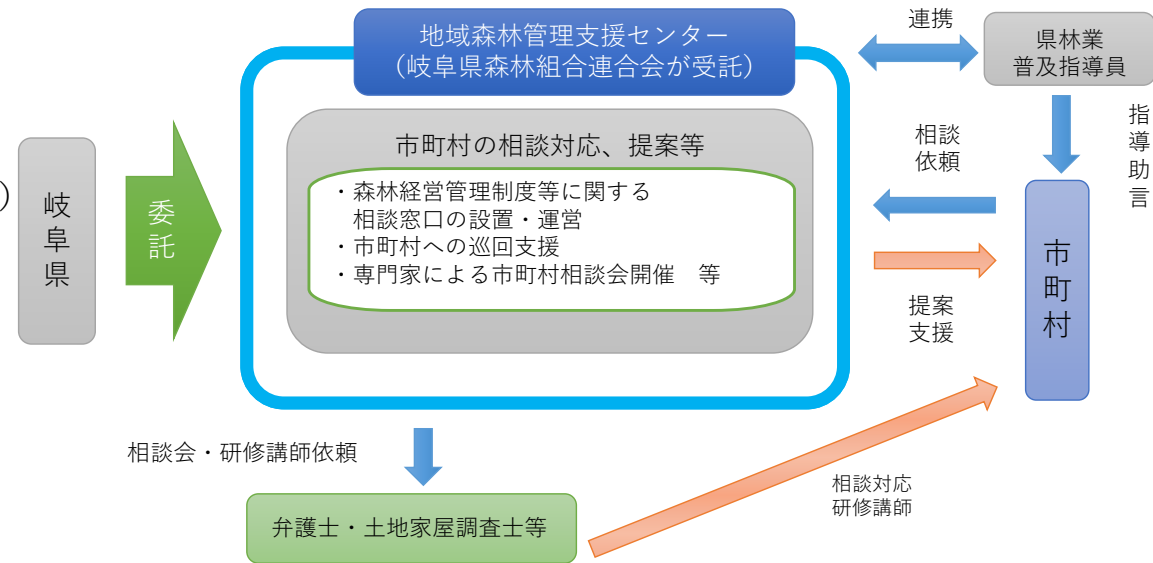 地域森林管理支援センター
（岐阜県森林組合連合会が受託）
連携
県林業
普及指導員
指導助言
）
岐阜県
委託
市町村の相談対応、提案等
・森林経営管理制度等に関する
相談窓口の設置・運営
・市町村への巡回支援
・専門家による市町村相談会開催　等
相談
依頼
提案
支援
市町村
相談会・研修講師依頼
弁護士・土地家屋調査士等
相談対応
研修講師